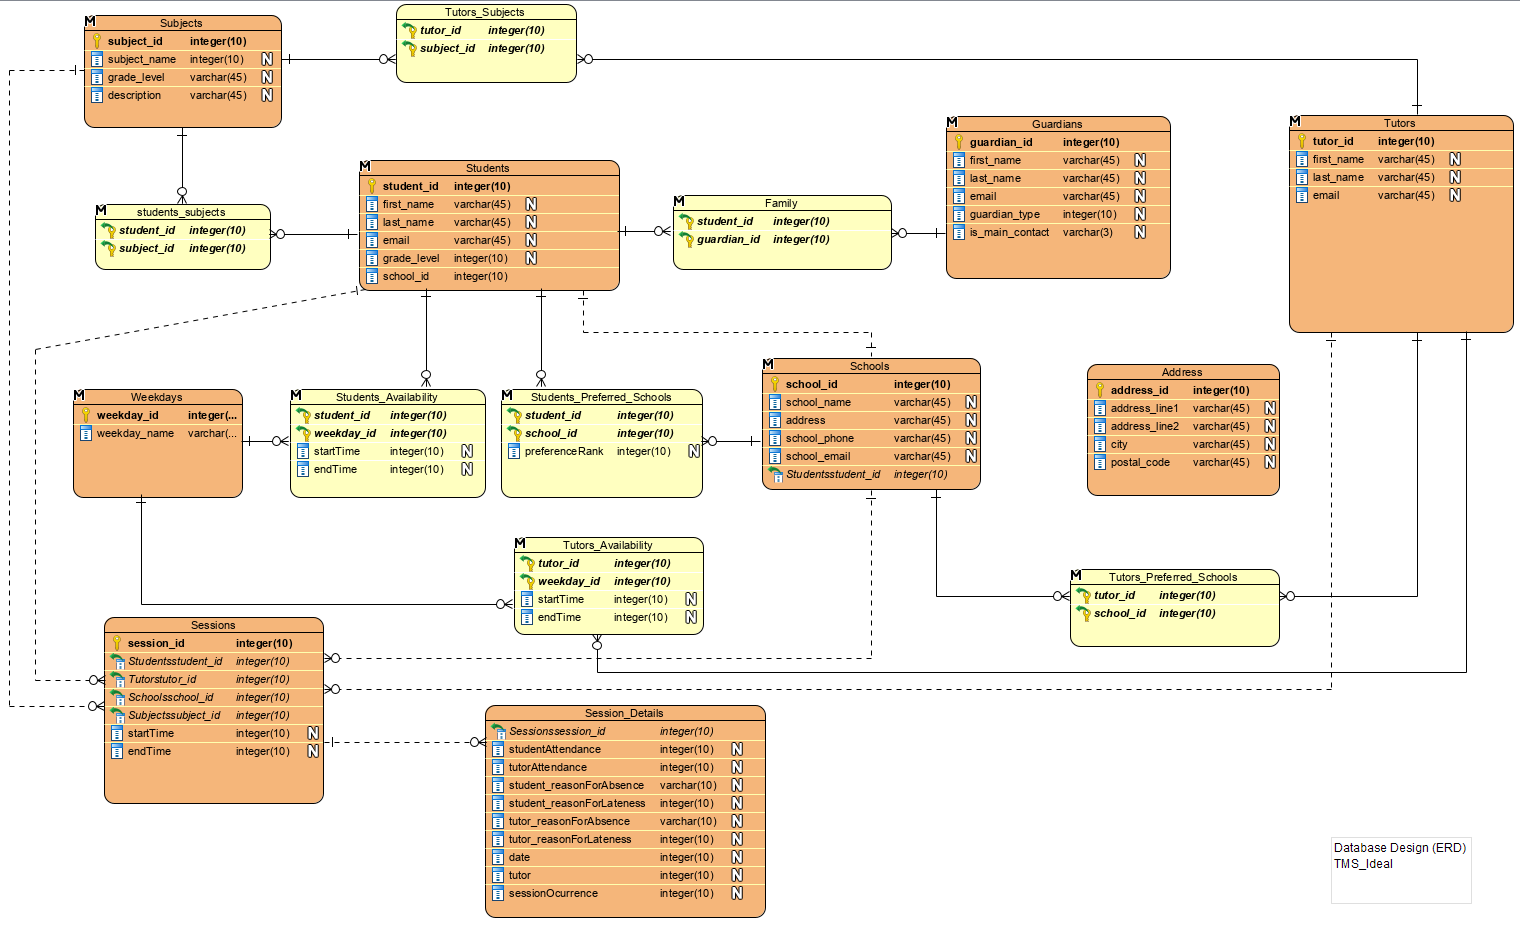 Subjects
subject_id integer(10)
subject_name integer(10) N
grade_level varchar(45) N
description varchar(45) N
Tutors_Subjects
tutor_id integer(10)
subject_id integer(10)
Guardians
guardian_id integer(10)
first_name varchar(45) N
last_name varchar(45) N
email varchar(45) N
guardian_type integer(10) N
is_main_contact varchar(3) N
Tutors
tutor_id integer(10)
first_name varchar(45) N
last_name varchar(45) N
email varchar(45) N
Students
student_id integer(10)
first_name varchar(45) N
last_name varchar(45) N
email varchar(45) N
grade_level integer(10) N
school_id integer(10)
students_subjects
student_id integer(10)
subject_id integer(10)
Family
student_id integer(10)
guardian_id integer(10)
Weekdays
weekday_id integer(...
weekday_name varchar(...
Students_Availability
student_id integer(10)
weekday_id integer(10)
startTime integer(10) N
endTime integer(10) N
Students_Preferred_Schools
student_id integer(10)
school_id integer(10)
preferenceRank integer(10) N
Schools
school_id integer(10)
school_name varchar(45) N
address varchar(45) N
school_phone varchar(45) N
school_email varchar(45) N
Studentsstudent_id integer(10)
Address
address_id integer(10)
address_line1 varchar(45) N
address_line2 varchar(45) N
city varchar(45) N
postal_code varchar(45) N
Tutors_Availability
tutor_id integer(10)
weekday_id integer(10)
startTime integer(10) N
endTime integer(10) N
Tutors_Preferred_Schools
tutor_id integer(10)
school_id integer(10)
Sessions
session_id integer(10)
Studentsstudent_id integer(10)
Tutorstutor_id integer(10)
Schoolsschool_id integer(10)
Subjectssubject_id integer(10)
startTime integer(10) N
endTime integer(10) N
Session_Details
Sessionssession_id integer(10)
studentAttendance integer(10) N
tutorAttendance integer(10) N
student_reasonForAbsence varchar(10) N
student_reasonForLateness integer(10) N
tutor_reasonForAbsence varchar(10) N
tutor_reasonForLateness integer(10) N
date integer(10) N
tutor integer(10) N
sessionOcurrence integer(10) N
Database Design (ERD)
TMS_Ideal